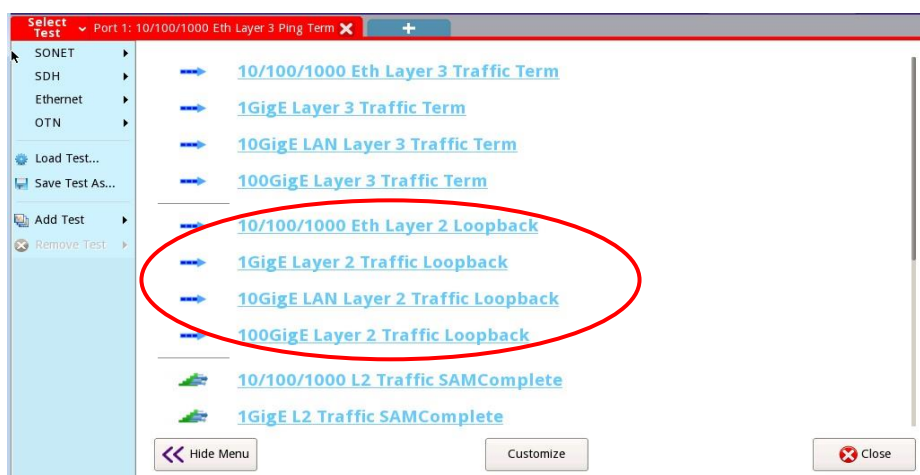 Select Test
Port 1: 10/100/1000 Eth Layer 3 Ping Term
+
SONET
SDH
Ethernet
OTN
Load Test...
Save Test As...
Add Test
Remove Test
10/100/1000 Eth Layer 3 Traffic Term
1GigE Layer 3 Traffic Term
10GigE LAN Layer 3 Traffic Term
100GigE Layer 3 Traffic Term
10/100/1000 Eth Layer 2 Loopback
1GigE Layer 2 Traffic Loopback
10GigE LAN Layer 2 Traffic Loopback
100GigE Layer 2 Traffic Loopback
10/100/1000 L2 Traffic SAMComplete
1GigE L2 Traffic SAMComplete
Hide Menu
Customize
Close